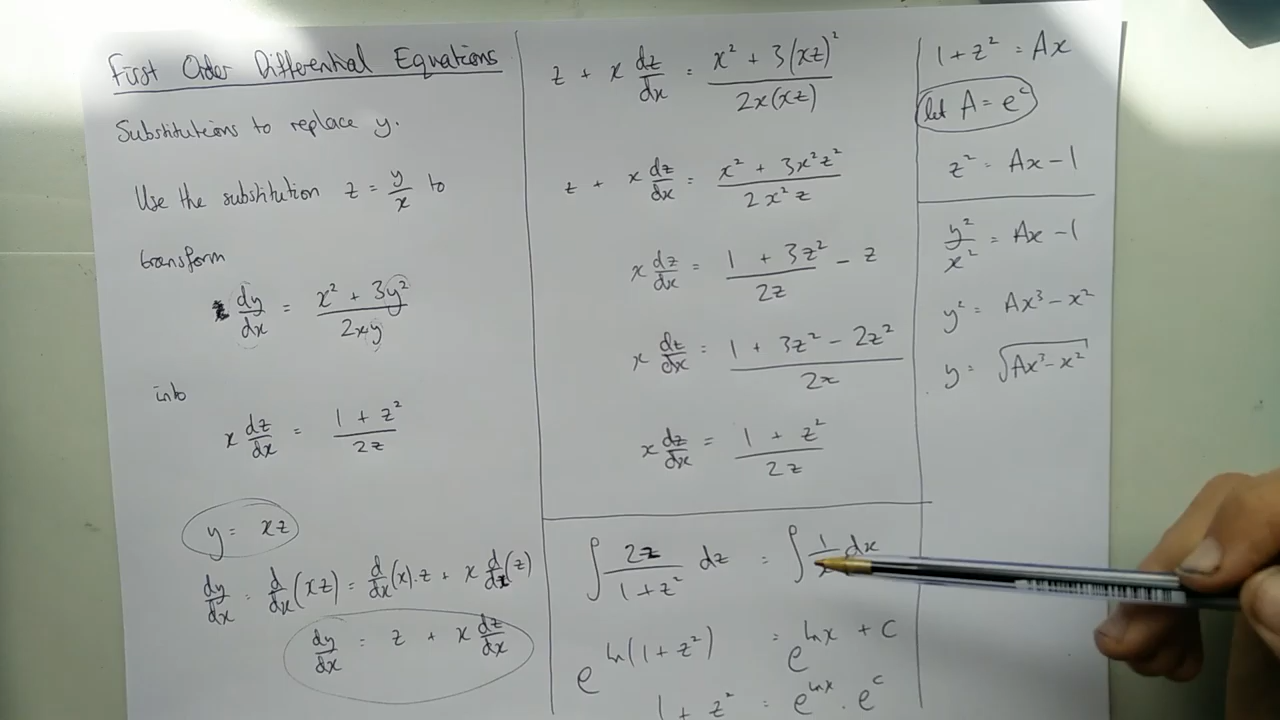 First Order Differential Equations
Substitutions to replace y.
Use the substitution z = y/x to
transform
dy/dx = (x² + 3y²)/(2xy)
into
x dz/dx = (1 + z²)/(2z)
y = xz
dy/dx = d/dx(xz) = d/dx(x).z + x d/dx(z)
dy/dx = z + x dz/dx
z + x dz/dx = (x² + 3(xz)²)/(2x(xz))
z + x dz/dx = (x² + 3x²z²)/(2x²z)
x dz/dx = (1 + 3z²)/(2z) - z
x dz/dx = (1 + 3z² - 2z²)/(2z)
x dz/dx = (1 + z²)/(2z)
∫ 2z/(1+z²) dz = ∫ 1/x dx
e^(ln(1+z²)) = e^(lnx + C)
1 + z² = e^(lnx) . e^c
1 + z² = Ax
let A = e^c
z² = Ax - 1
y²/x² = Ax - 1
y² = Ax³ - x²
y = √(Ax³ - x²)